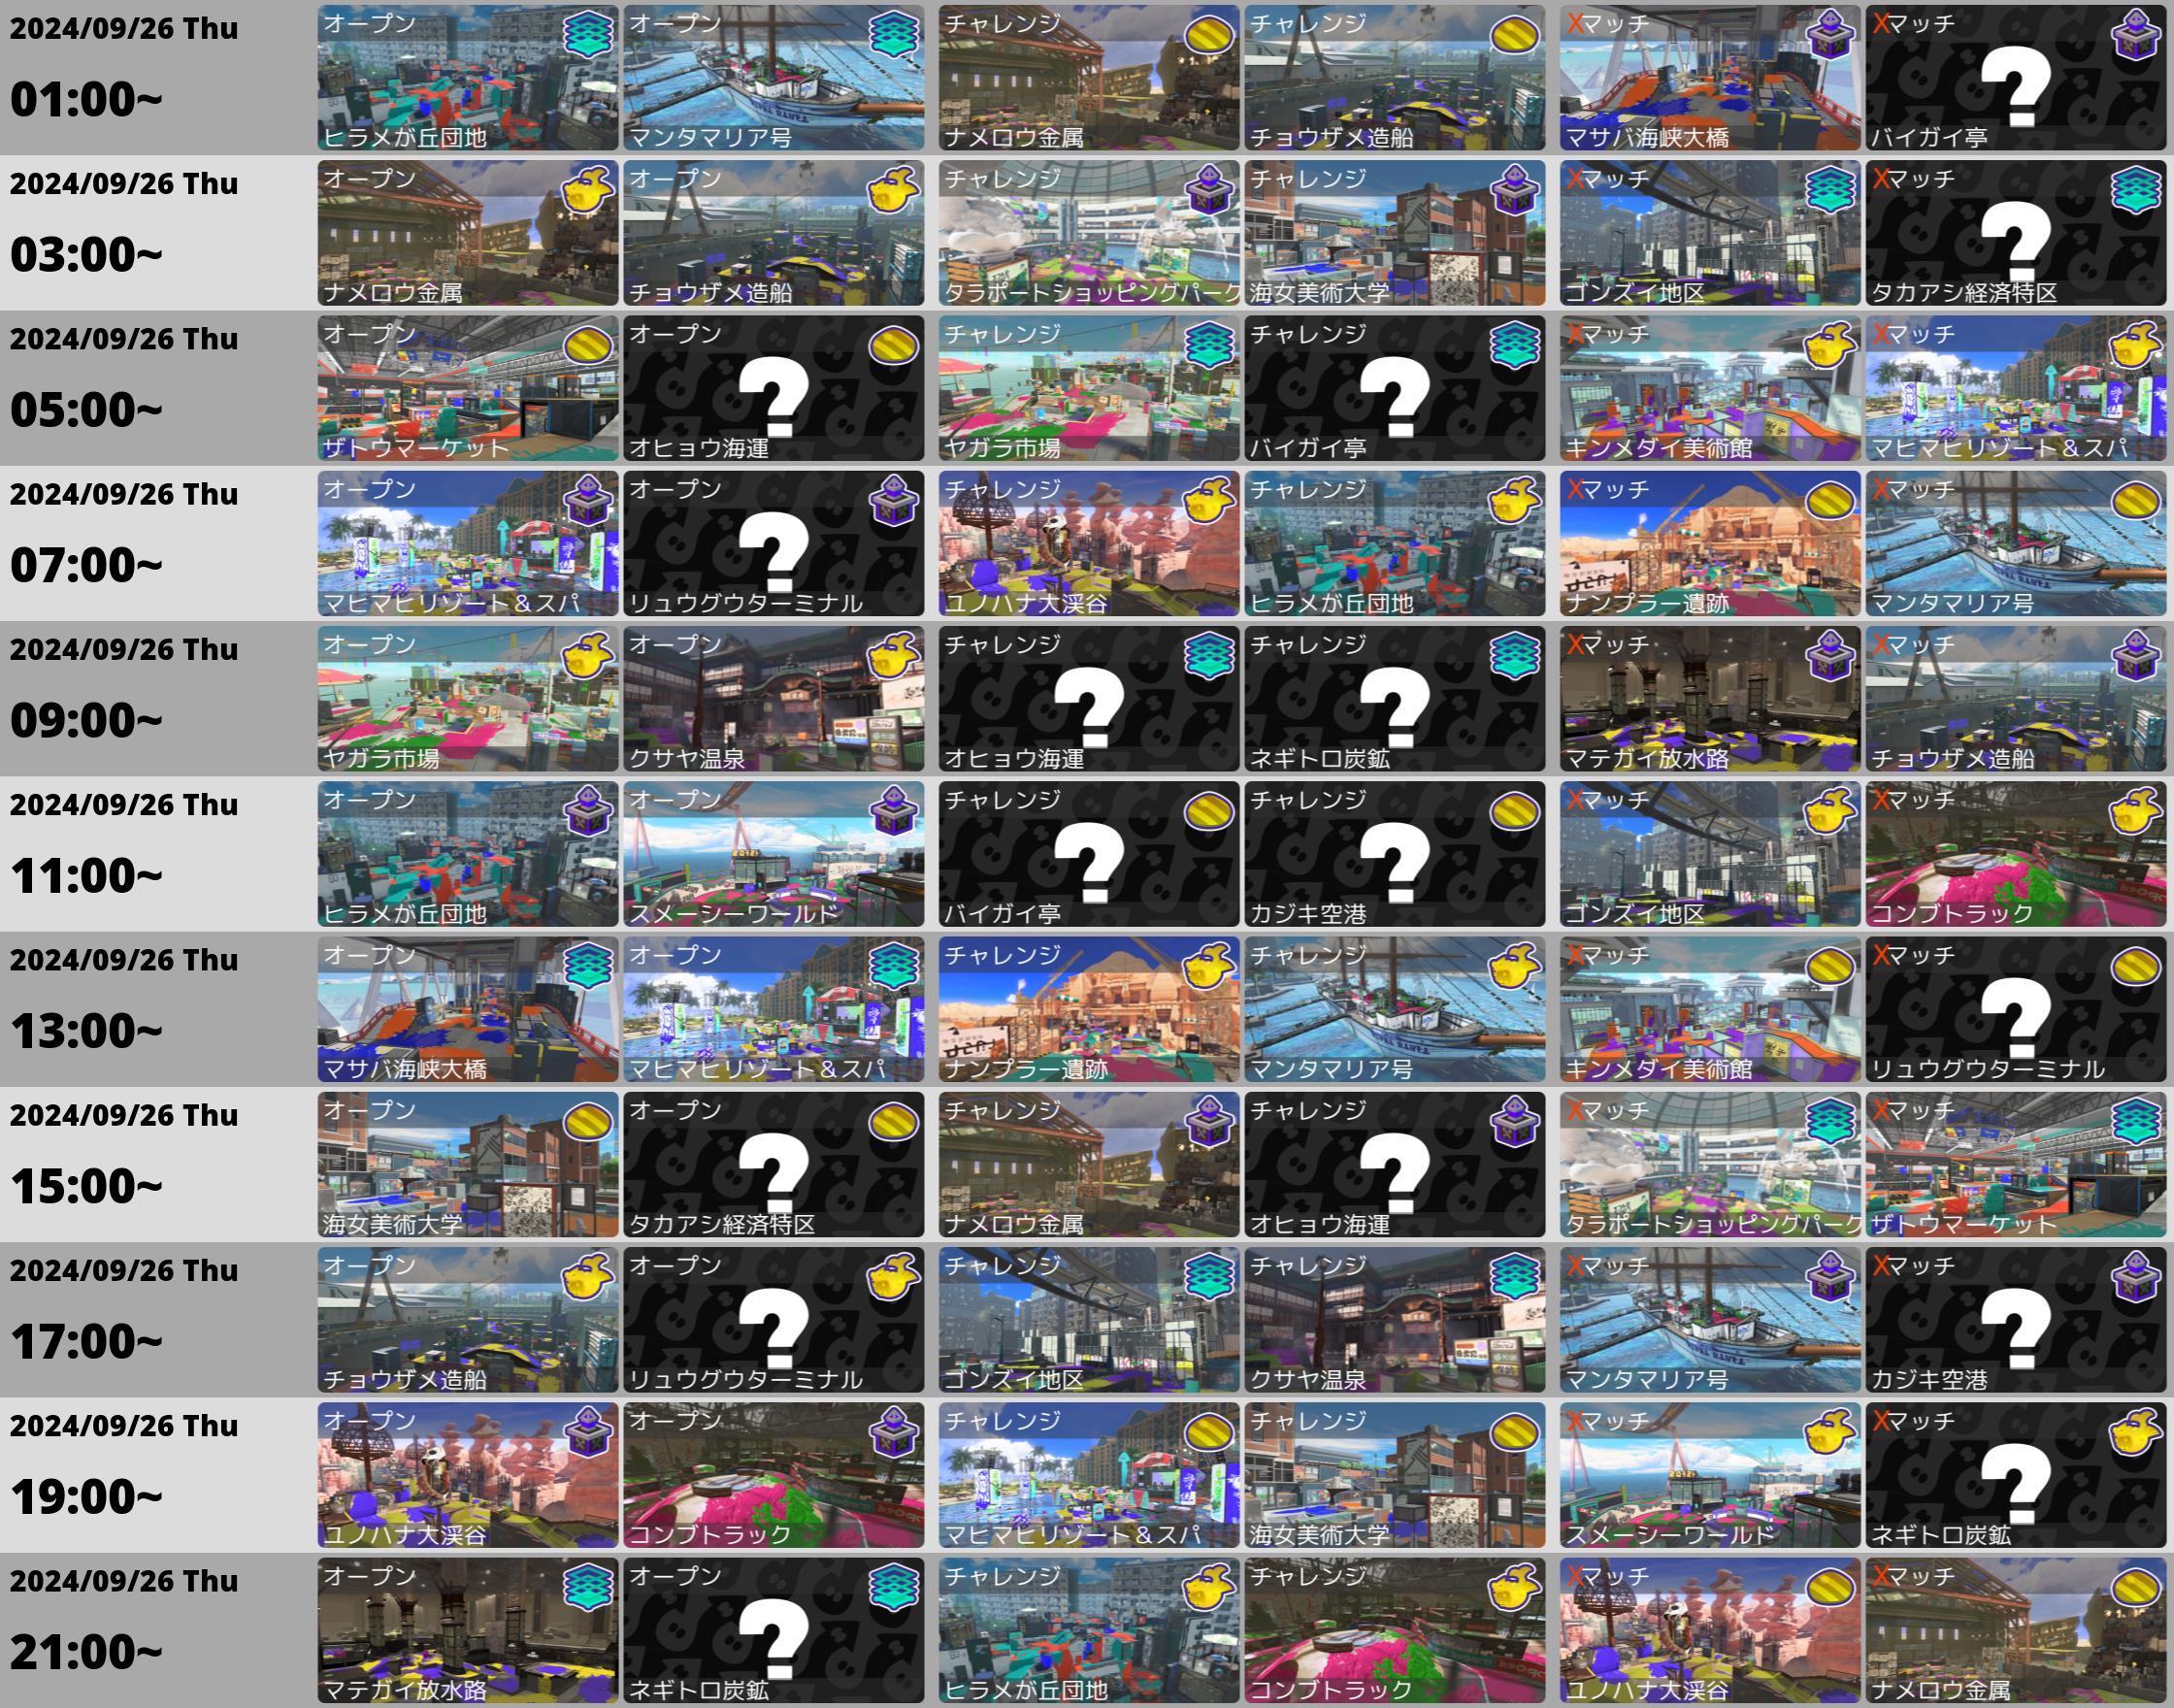 2024/09/26 Thu
01:00~
オープン
ヒラメが丘団地
オープン
マンタマリア号
チャレンジ
ナメロウ金属
チャレンジ
チョウザメ造船
Xマッチ
マサバ海峡大橋
Xマッチ
バイガイ亭
2024/09/26 Thu
03:00~
オープン
ナメロウ金属
オープン
チョウザメ造船
チャレンジ
タラポートショッピングパーク
チャレンジ
海女美術大学
Xマッチ
ゴンズイ地区
Xマッチ
タカアシ経済特区
2024/09/26 Thu
05:00~
オープン
ザトウマーケット
オープン
オヒョウ海運
チャレンジ
ヤガラ市場
チャレンジ
バイガイ亭
Xマッチ
キンメダイ美術館
Xマッチ
マヒマヒリゾート＆スパ
2024/09/26 Thu
07:00~
オープン
マヒマヒリゾート＆スパ
オープン
リュウグウターミナル
チャレンジ
ユノハナ大渓谷
チャレンジ
ヒラメが丘団地
Xマッチ
ナンプラー遺跡
Xマッチ
マンタマリア号
2024/09/26 Thu
09:00~
オープン
ヤガラ市場
オープン
クサヤ温泉
チャレンジ
オヒョウ海運
チャレンジ
ネギトロ炭鉱
Xマッチ
マテガイ放水路
Xマッチ
チョウザメ造船
2024/09/26 Thu
11:00~
オープン
ヒラメが丘団地
オープン
スメーシーワールド
チャレンジ
バイガイ亭
チャレンジ
カジキ空港
Xマッチ
ゴンズイ地区
Xマッチ
コンブトラック
2024/09/26 Thu
13:00~
オープン
マサバ海峡大橋
オープン
マヒマヒリゾート＆スパ
チャレンジ
ナンプラー遺跡
チャレンジ
マンタマリア号
Xマッチ
キンメダイ美術館
Xマッチ
リュウグウターミナル
2024/09/26 Thu
15:00~
オープン
海女美術大学
オープン
タカアシ経済特区
チャレンジ
ナメロウ金属
チャレンジ
オヒョウ海運
Xマッチ
タラポートショッピングパーク
Xマッチ
ザトウマーケット
2024/09/26 Thu
17:00~
オープン
チョウザメ造船
オープン
リュウグウターミナル
チャレンジ
ゴンズイ地区
チャレンジ
クサヤ温泉
Xマッチ
マンタマリア号
Xマッチ
カジキ空港
2024/09/26 Thu
19:00~
オープン
ユノハナ大渓谷
オープン
コンブトラック
チャレンジ
マヒマヒリゾート＆スパ
チャレンジ
海女美術大学
Xマッチ
スメーシーワールド
Xマッチ
ネギトロ炭鉱
2024/09/26 Thu
21:00~
オープン
マテガイ放水路
オープン
ネギトロ炭鉱
チャレンジ
ヒラメが丘団地
チャレンジ
コンブトラック
Xマッチ
ユノハナ大渓谷
Xマッチ
ナメロウ金属